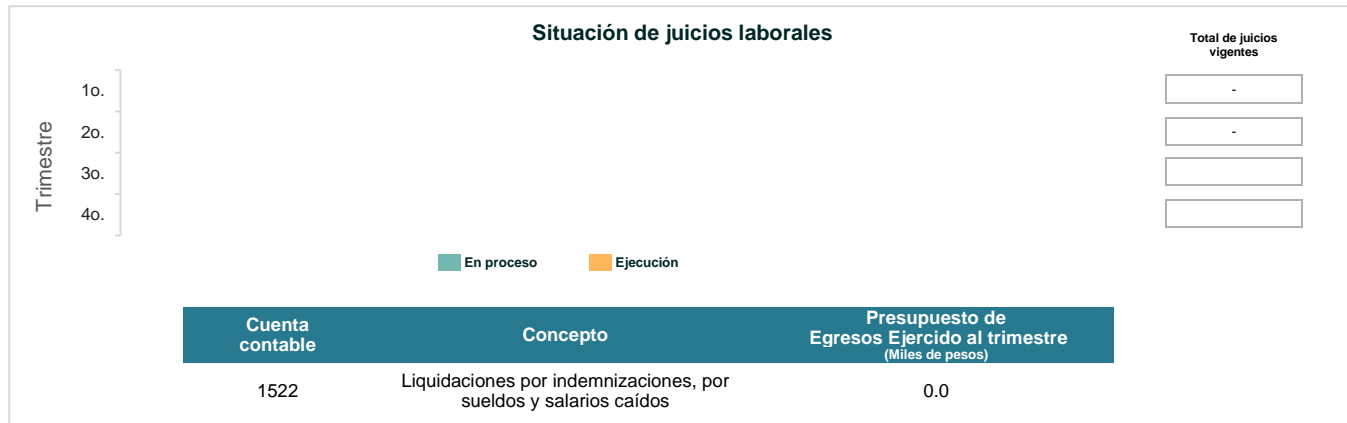 Situación de juicios laborales
Total de juicios
vigentes
Trimestre
1o.
-
2o.
-
3o.
4o.
En proceso
Ejecución
Cuenta
contable
Concepto
Presupuesto de
Egresos Ejercido al trimestre
(Miles de pesos)
1522
Liquidaciones por indemnizaciones, por
sueldos y salarios caídos
0.0